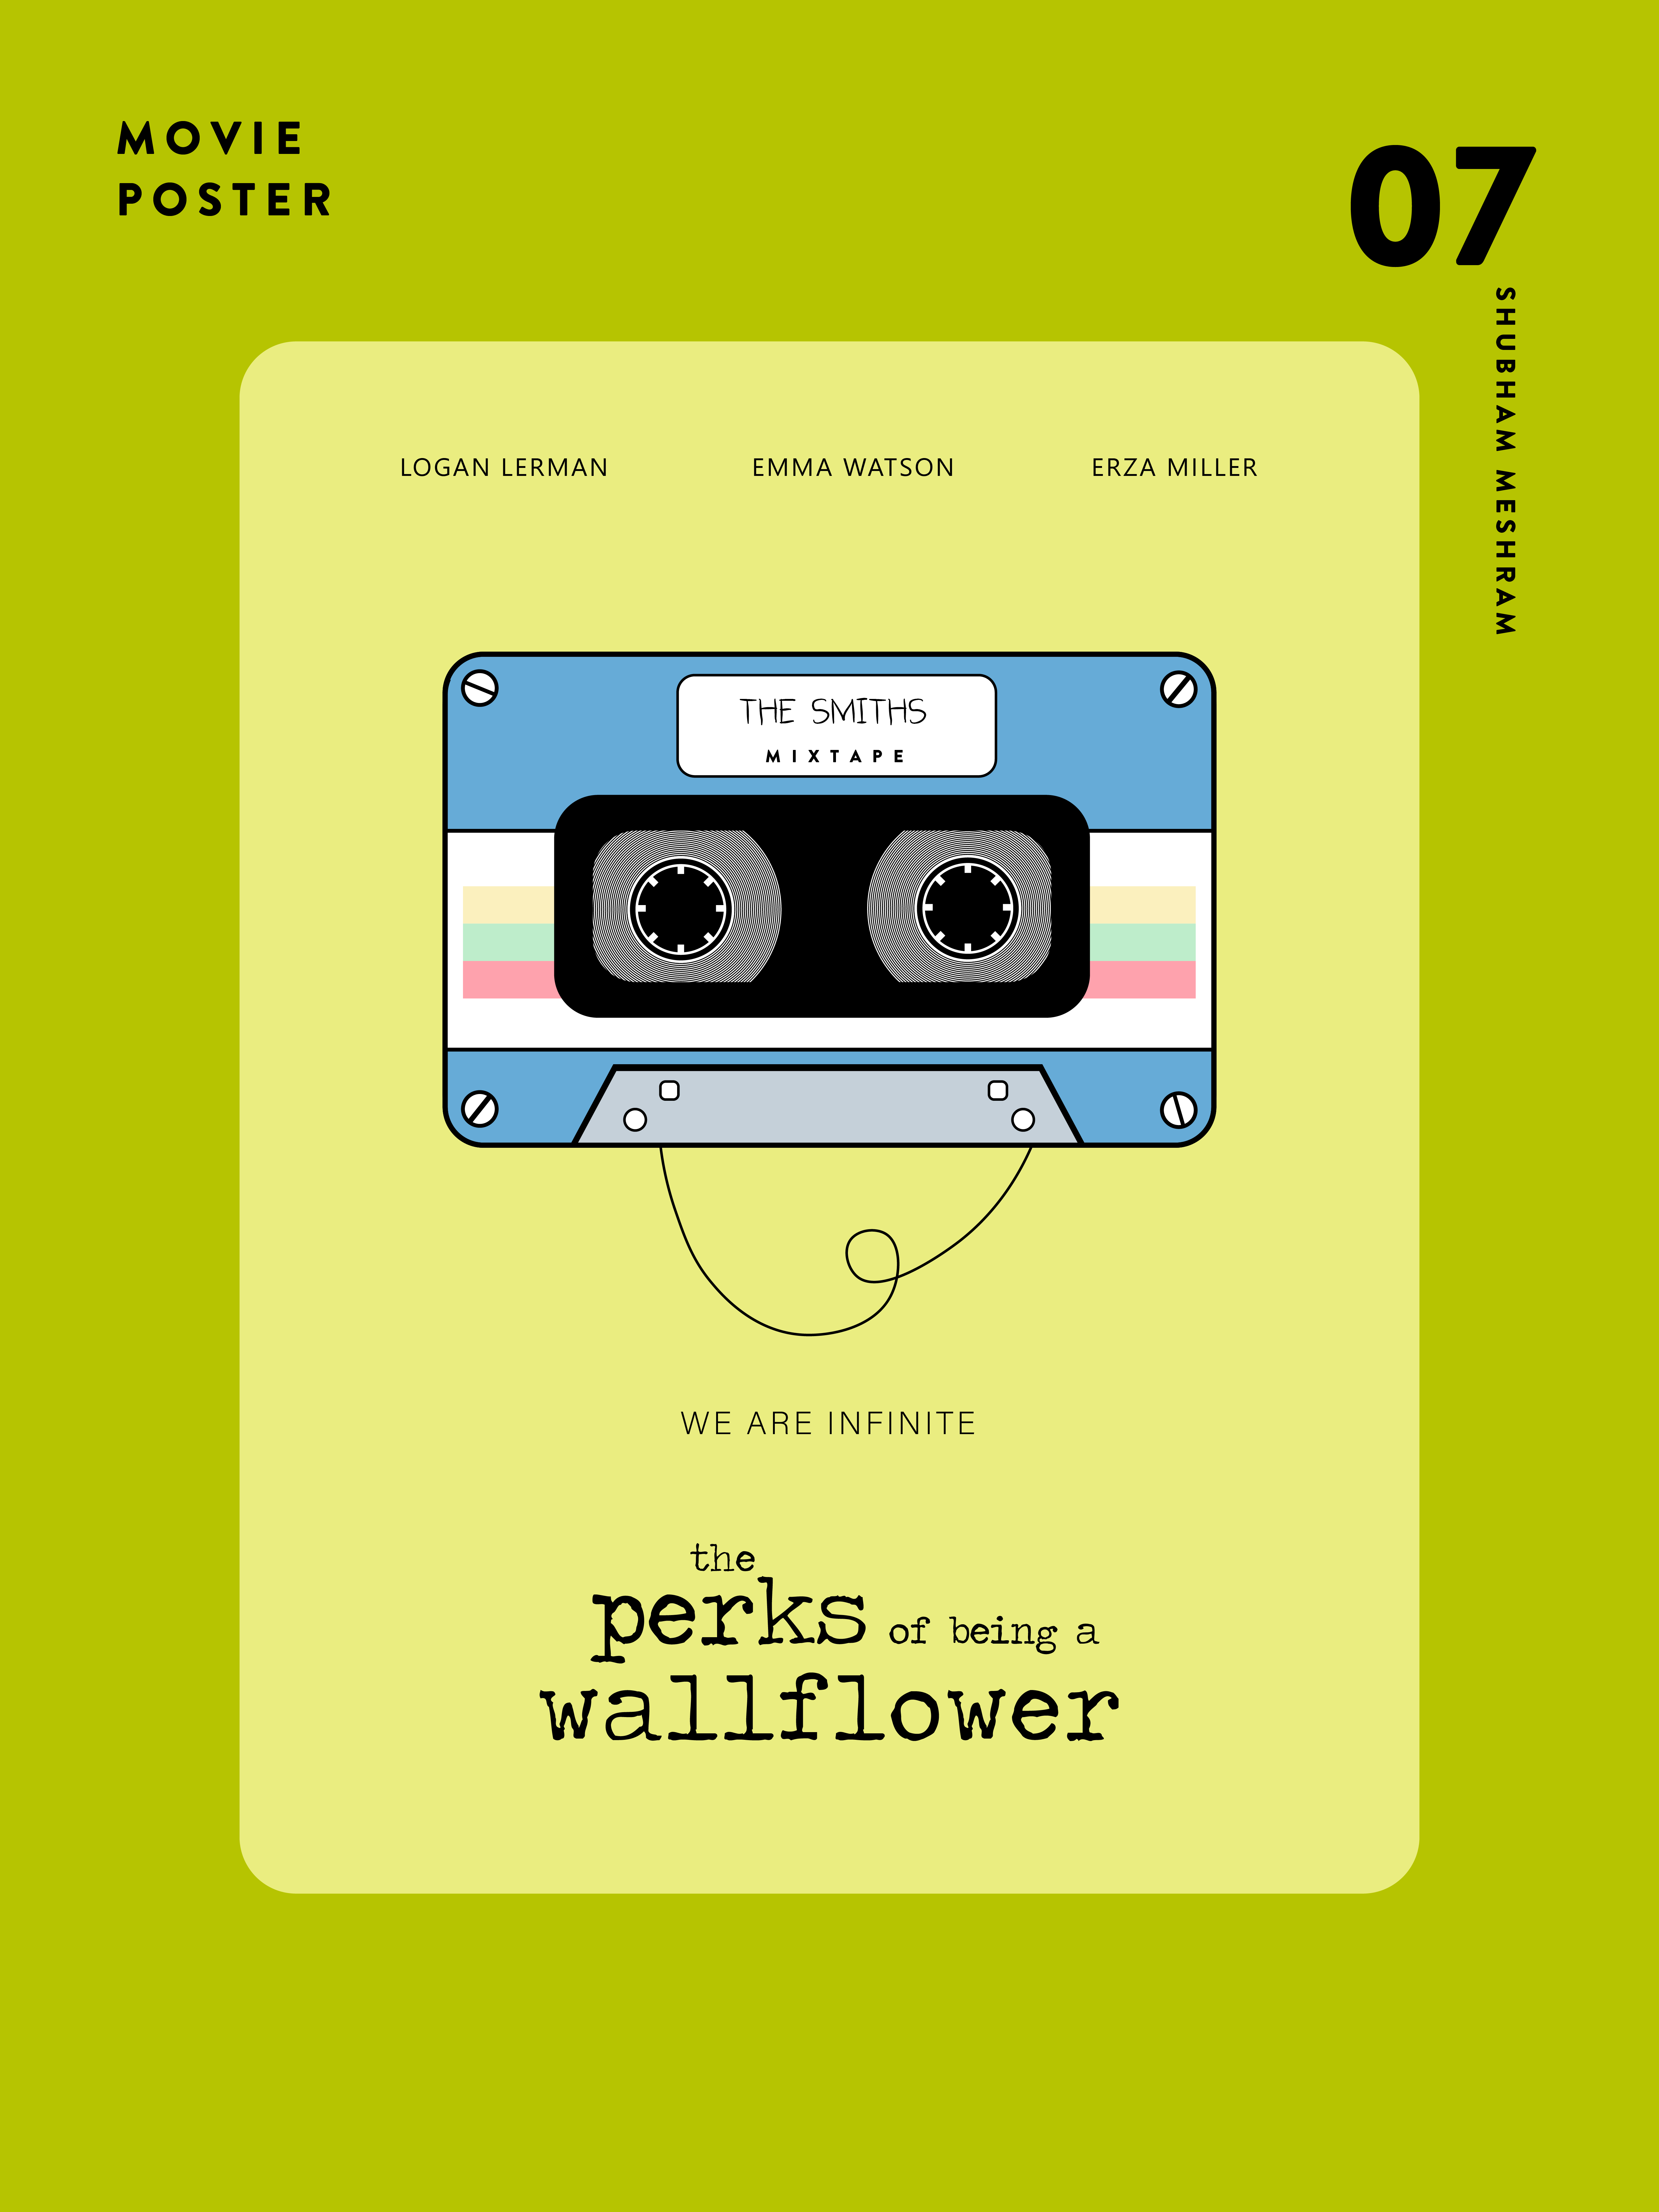 MOVIE
POSTER
07
SHUBHAM MESHRAM
LOGAN LERMAN EMMA WATSON ERZA MILLER
THE SMITHS
MIXTAPE
WE ARE INFINITE
the
perks of being a
wallflower